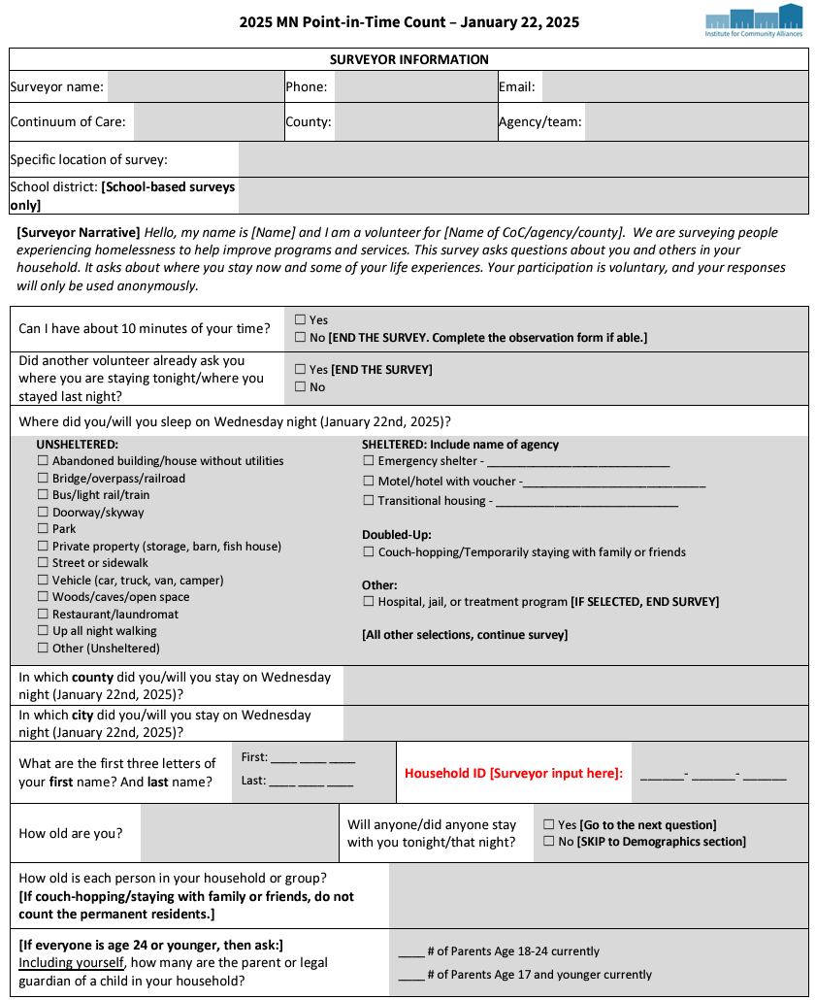 2025 MN Point-in-Time Count – January 22, 2025
Institute for Community Alliances
SURVEYOR INFORMATION
Surveyor name: Phone: Email:
Continuum of Care: County: Agency/team:
Specific location of survey:
School district: [School-based surveys
only]
[Surveyor Narrative] Hello, my name is [Name] and I am a volunteer for [Name of CoC/agency/county]. We are surveying people
experiencing homelessness to help improve programs and services. This survey asks questions about you and others in your
household. It asks about where you stay now and some of your life experiences. Your participation is voluntary, and your responses
will only be used anonymously.
Can I have about 10 minutes of your time?
☐ Yes
☐ No [END THE SURVEY. Complete the observation form if able.]
Did another volunteer already ask you
where you are staying tonight/where you
stayed last night?
☐ Yes [END THE SURVEY]
☐ No
Where did you/will you sleep on Wednesday night (January 22nd, 2025)?
UNSHELTERED:
☐ Abandoned building/house without utilities
☐ Bridge/overpass/railroad
☐ Bus/light rail/train
☐ Doorway/skyway
☐ Park
☐ Private property (storage, barn, fish house)
☐ Street or sidewalk
☐ Vehicle (car, truck, van, camper)
☐ Woods/caves/open space
☐ Restaurant/laundromat
☐ Up all night walking
☐ Other (Unsheltered)
SHELTERED: Include name of agency
☐ Emergency shelter - ____________________________
☐ Motel/hotel with voucher -____________________________
☐ Transitional housing - ____________________________
Doubled-Up:
☐ Couch-hopping/Temporarily staying with family or friends
Other:
☐ Hospital, jail, or treatment program [IF SELECTED, END SURVEY]
[All other selections, continue survey]
In which county did you/will you stay on Wednesday
night (January 22nd, 2025)?
In which city did you/will you stay on Wednesday
night (January 22nd, 2025)?
What are the first three letters of
your first name? And last name?
First: ____ ____ ____
Last: ____ ____ ____
Household ID [Surveyor input here]: ______- ______- ______
How old are you?
Will anyone/did anyone stay
with you tonight/that night?
☐ Yes [Go to the next question]
☐ No [SKIP to Demographics section]
How old is each person in your household or group?
[If couch-hopping/staying with family or friends, do not
count the permanent residents.]
[If everyone is age 24 or younger, then ask:]
Including yourself, how many are the parent or legal
guardian of a child in your household?
____ # of Parents Age 18-24 currently
____ # of Parents Age 17 and younger currently